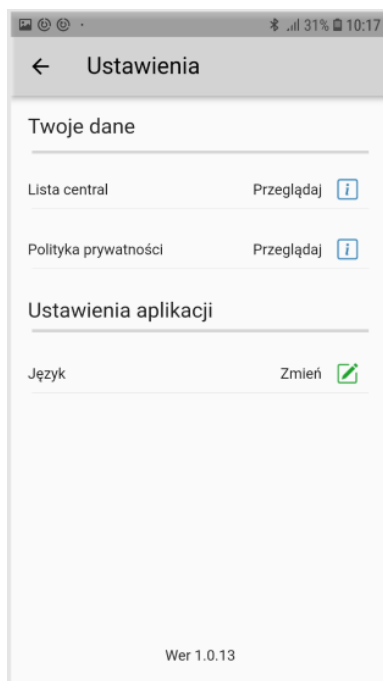 31% 10:17
Ustawienia
Twoje dane
Lista central Przeglądaj
Polityka prywatności Przeglądaj
Ustawienia aplikacji
Język Zmień
Wer 1.0.13